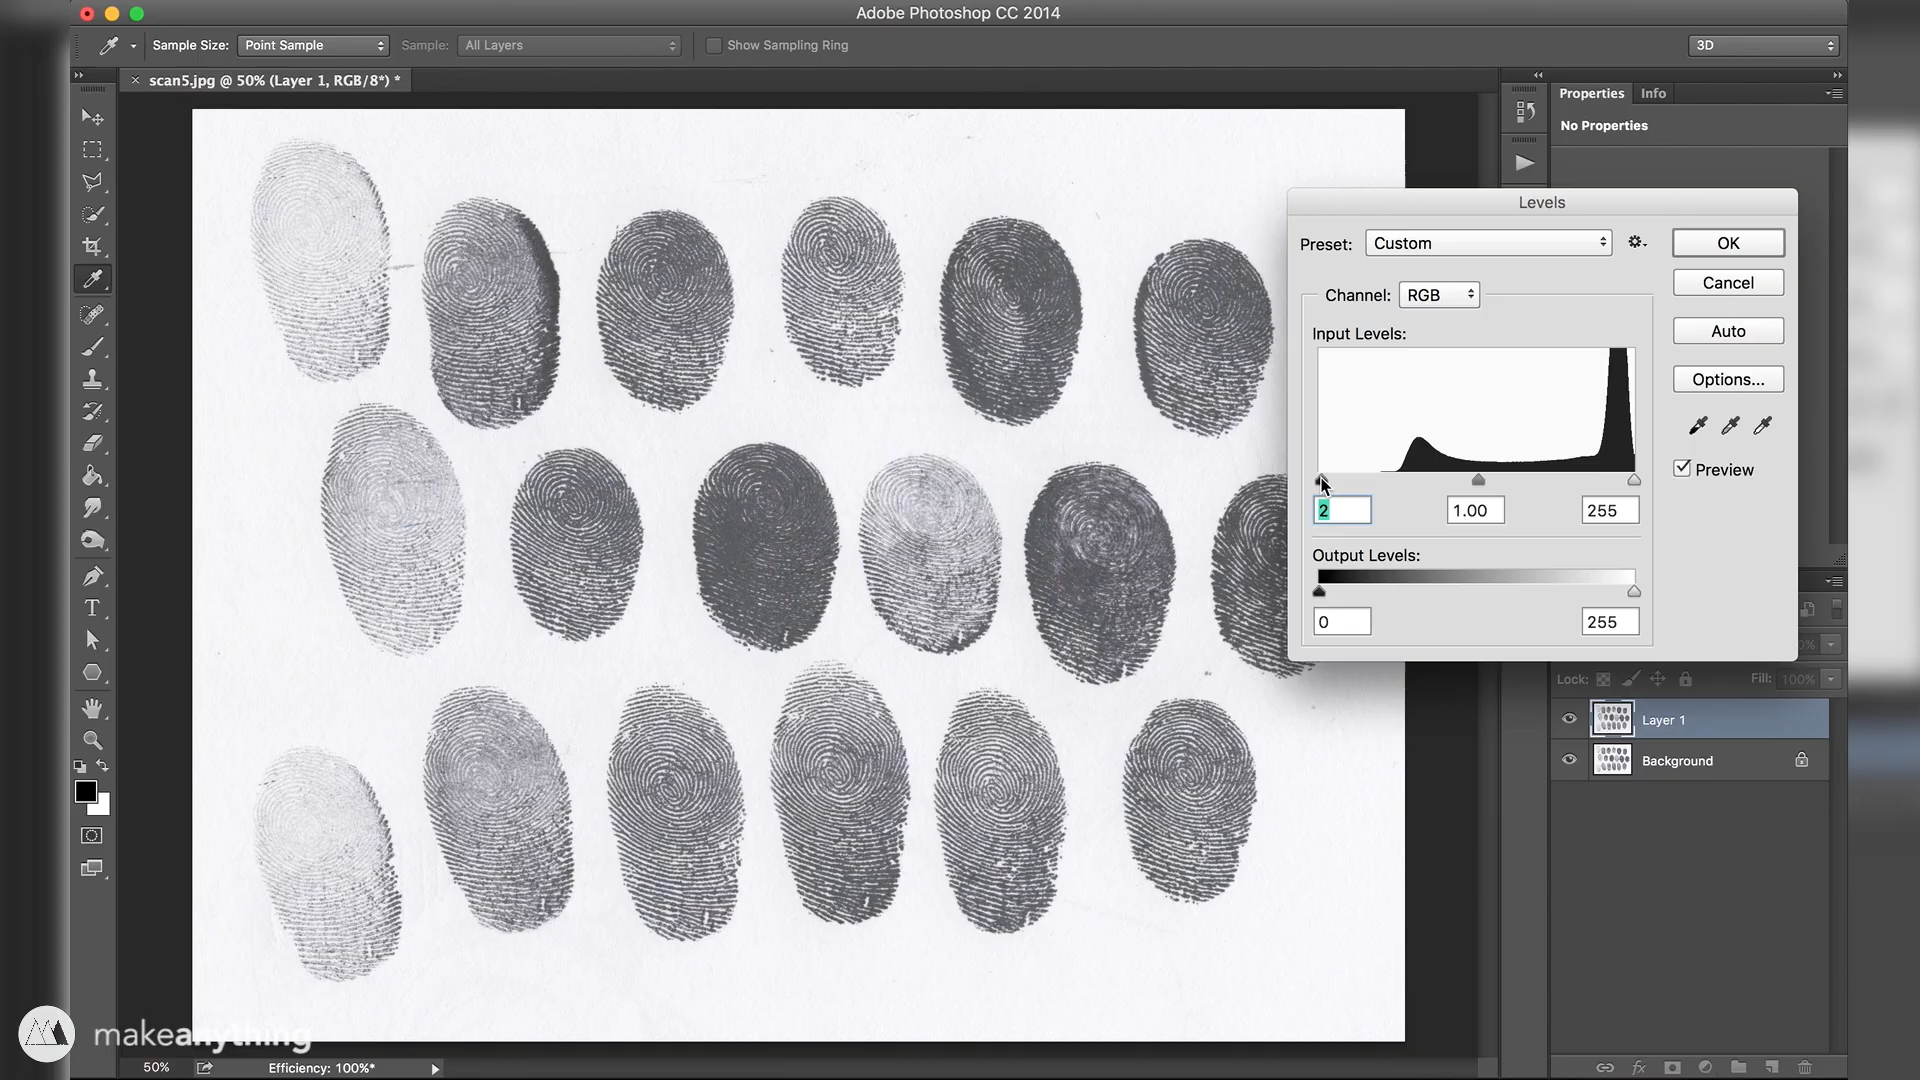 Adobe Photoshop CC 2014
Sample Size: Point Sample Sample: All Layers Show Sampling Ring 3D
scan5.jpg @ 50% (Layer 1, RGB/8*) *
Properties Info
No Properties
Levels
Preset: Custom OK
Cancel
Channel: RGB
Input Levels: Auto
Options...
Preview
2 1.00 255
Output Levels:
0 255
Lock: Fill: 100%
Layer 1
Background
makeanything
50% Efficiency: 100%*